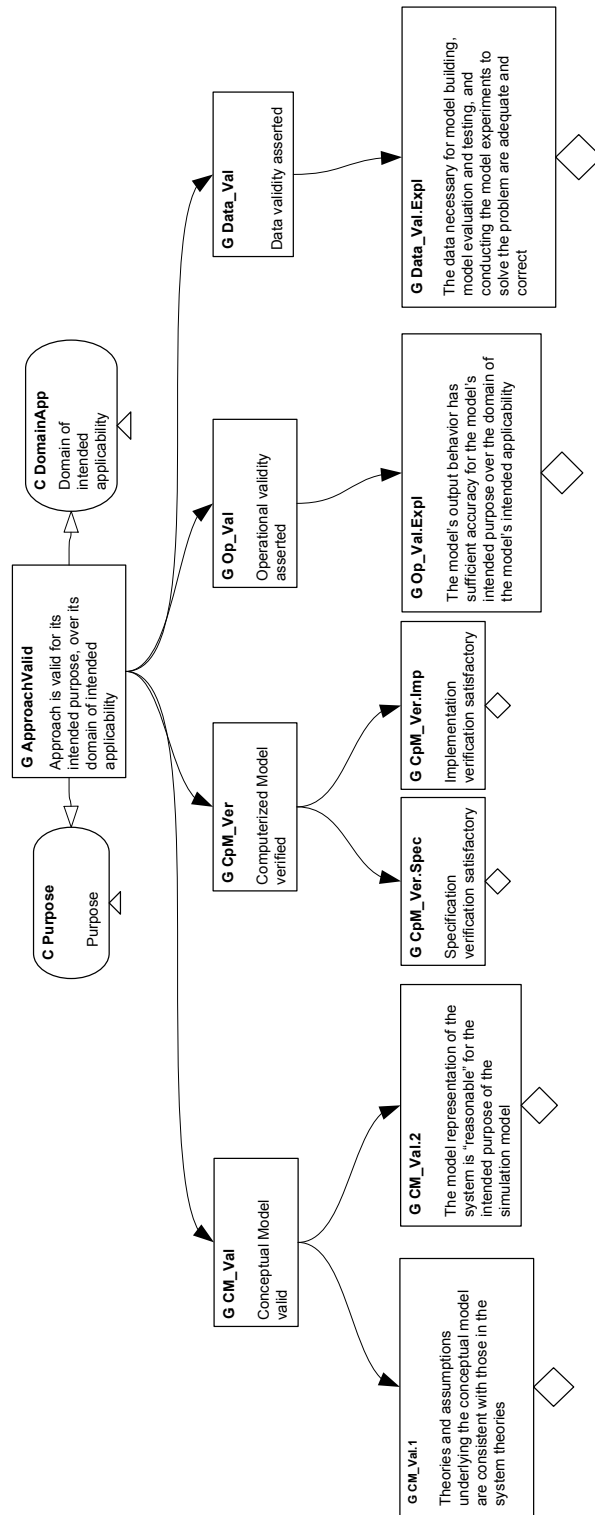 C Purpose
Purpose
G ApproachValid
Approach is valid for its
intended purpose, over its
domain of intended
applicability
C DomainApp
Domain of
intended
applicability
G CM_Val
Conceptual Model
valid
G CpM_Ver
Computerized Model
verified
G Op_Val
Operational validity
asserted
G Data_Val
Data validity asserted
G CM_Val.1
Theories and assumptions
underlying the conceptual model
are consistent with those in the
system theories
G CM_Val.2
The model representation of the
system is “reasonable” for the
intended purpose of the
simulation model
G CpM_Ver.Spec
Specification
verification satisfactory
G CpM_Ver.Imp
Implementation
verification satisfactory
G Op_Val.Expl
The model's output behavior has
sufficient accuracy for the model's
intended purpose over the domain of
the model's intended applicability
G Data_Val.Expl
The data necessary for model building,
model evaluation and testing, and
conducting the model experiments to
solve the problem are adequate and
correct